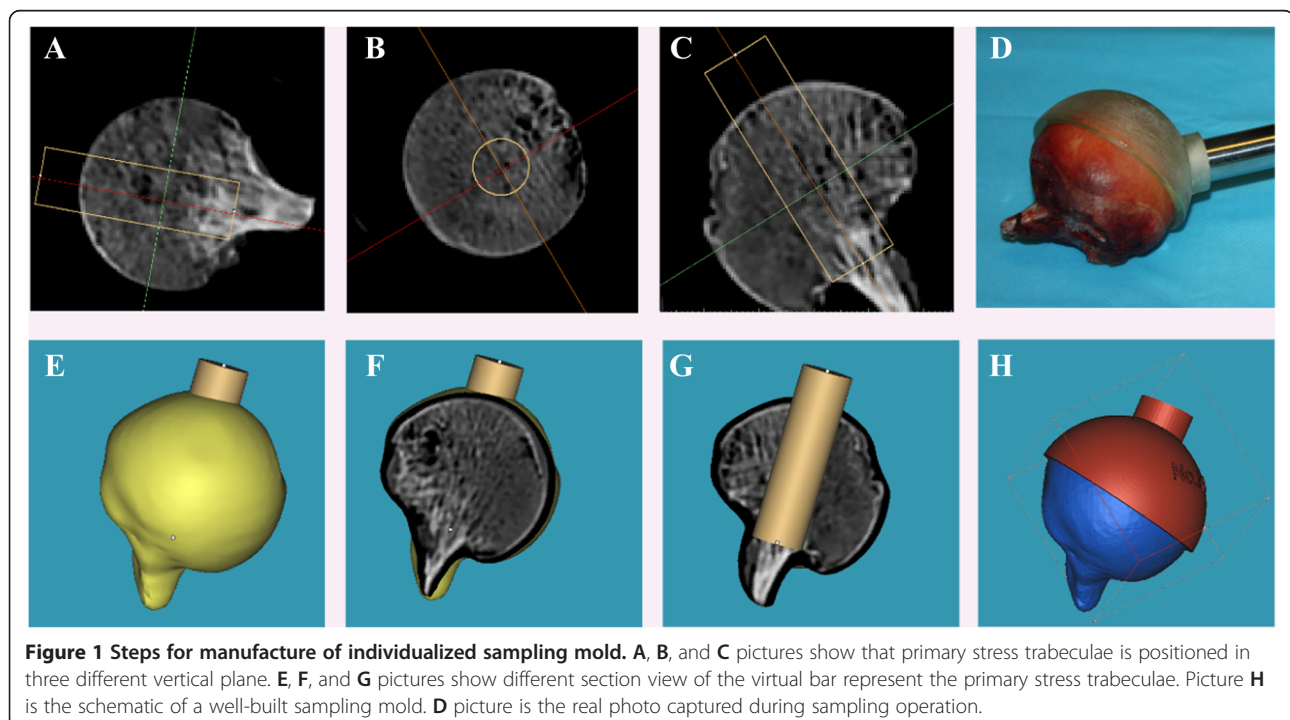 A
B
C
D
E
F
G
H
Figure 1 Steps for manufacture of individualized sampling mold. A, B, and C pictures show that primary stress trabeculae is positioned in
three different vertical plane. E, F, and G pictures show different section view of the virtual bar represent the primary stress trabeculae. Picture H
is the schematic of a well-built sampling mold. D picture is the real photo captured during sampling operation.